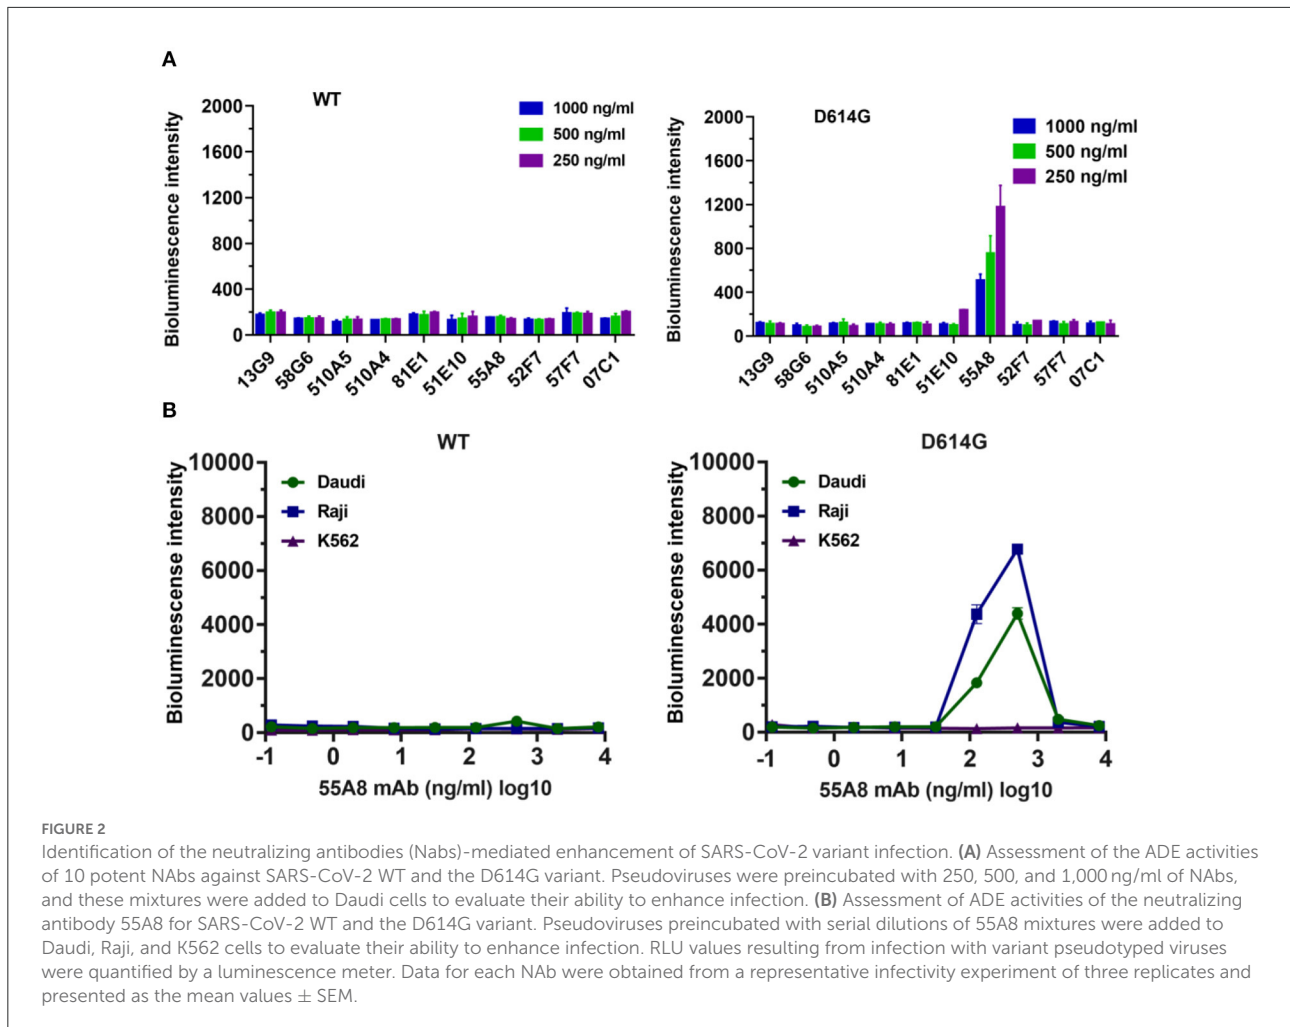 A
WT
Bioluminescence intensity
2000
1600
1200
800
400
0
1000 ng/ml
500 ng/ml
250 ng/ml
13G9
58G6
510A5
510A4
81E1
51E10
55A8
52F7
57F7
07C1
D614G
Bioluminescence intensity
2000
1600
1200
800
400
0
1000 ng/ml
500 ng/ml
250 ng/ml
13G9
58G6
510A5
510A4
81E1
51E10
55A8
52F7
57F7
07C1
B
WT
Bioluminescense intensity
10000
8000
6000
4000
2000
0
Daudi
Raji
K562
-1 0 1 2 3 4
55A8 mAb (ng/ml) log10
D614G
Bioluminescense intensity
10000
8000
6000
4000
2000
0
Daudi
Raji
K562
-1 0 1 2 3 4
55A8 mAb (ng/ml) log10
FIGURE 2
Identification of the neutralizing antibodies (Nabs)-mediated enhancement of SARS-CoV-2 variant infection. (A) Assessment of the ADE activities
of 10 potent NAbs against SARS-CoV-2 WT and the D614G variant. Pseudoviruses were preincubated with 250, 500, and 1,000 ng/ml of NAbs,
and these mixtures were added to Daudi cells to evaluate their ability to enhance infection. (B) Assessment of ADE activities of the neutralizing
antibody 55A8 for SARS-CoV-2 WT and the D614G variant. Pseudoviruses preincubated with serial dilutions of 55A8 mixtures were added to
Daudi, Raji, and K562 cells to evaluate their ability to enhance infection. RLU values resulting from infection with variant pseudotyped viruses
were quantified by a luminescence meter. Data for each NAb were obtained from a representative infectivity experiment of three replicates and
presented as the mean values ± SEM.